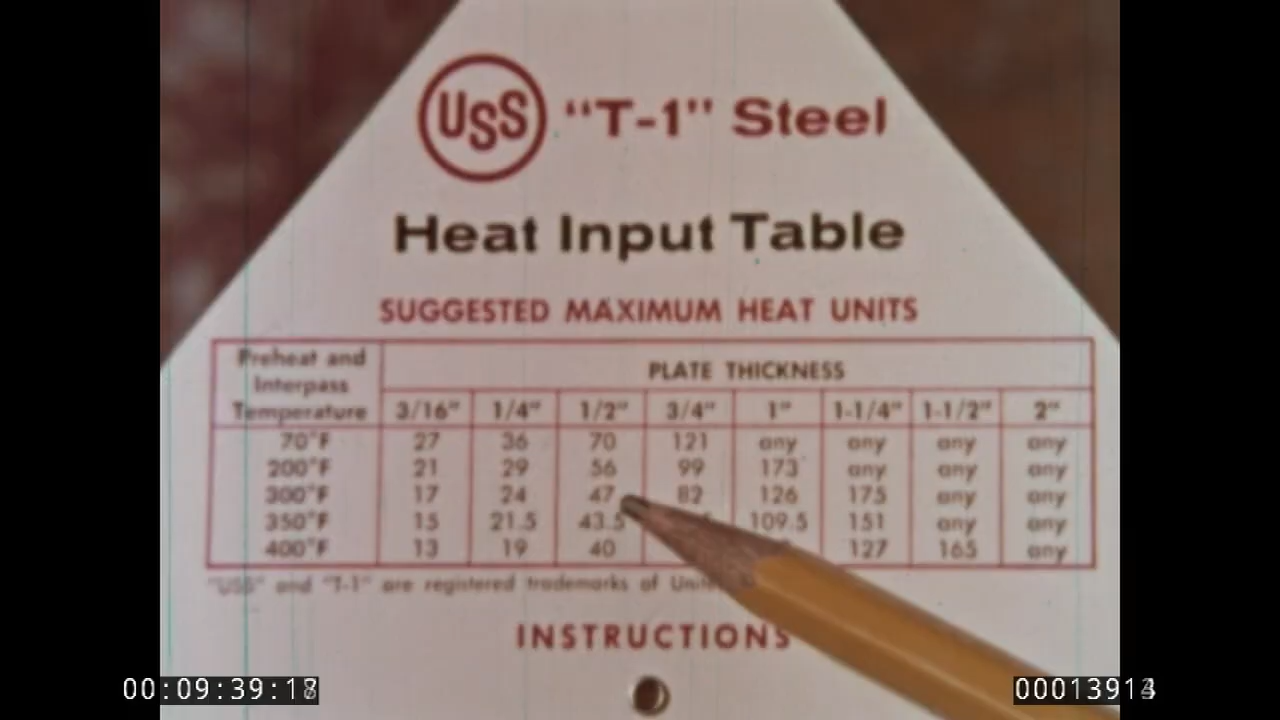 USS "T-1" Steel
Heat Input Table
SUGGESTED MAXIMUM HEAT UNITS
Preheat and Interpass Temperature PLATE THICKNESS
3/16" 1/4" 1/2" 3/4" 1" 1-1/4" 1-1/2" 2"
70°F 27 36 70 121 any any any any
200°F 21 29 56 99 173 any any any
300°F 17 24 47 82 126 175 any any
350°F 15 21.5 43.5 109.5 151 any any
400°F 13 19 40 127 165 any
"USS" and "T-1" are registered trademarks of
INSTRUCTIONS
00:09:39: